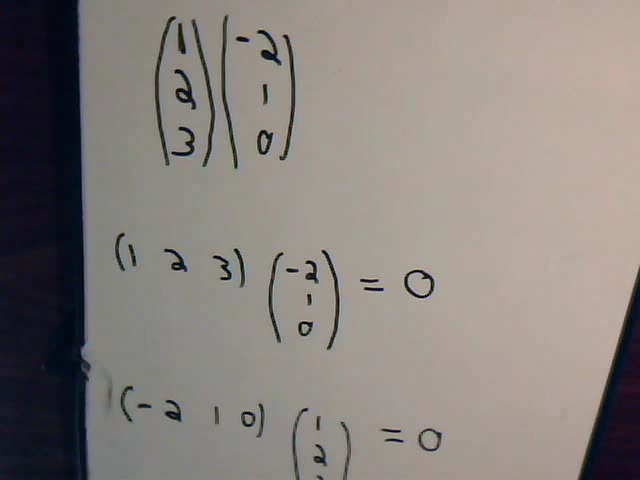 (1 2 3) (-2 1 0)
(1 2 3) (-2 1 0) = 0
(-2 1 0) (1 2 = 0